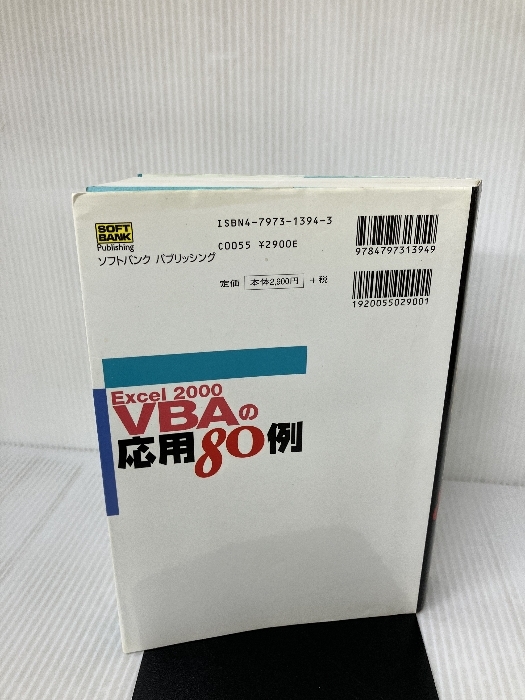 SOFT
BANK
Publishing
ソフトバンク パブリッシング
ISBN4-7973-1394-3
C0055 ¥2900E
定価 本体2,900円 +税
9784797313949
1920055029001
Excel 2000
VBAの
応用80例